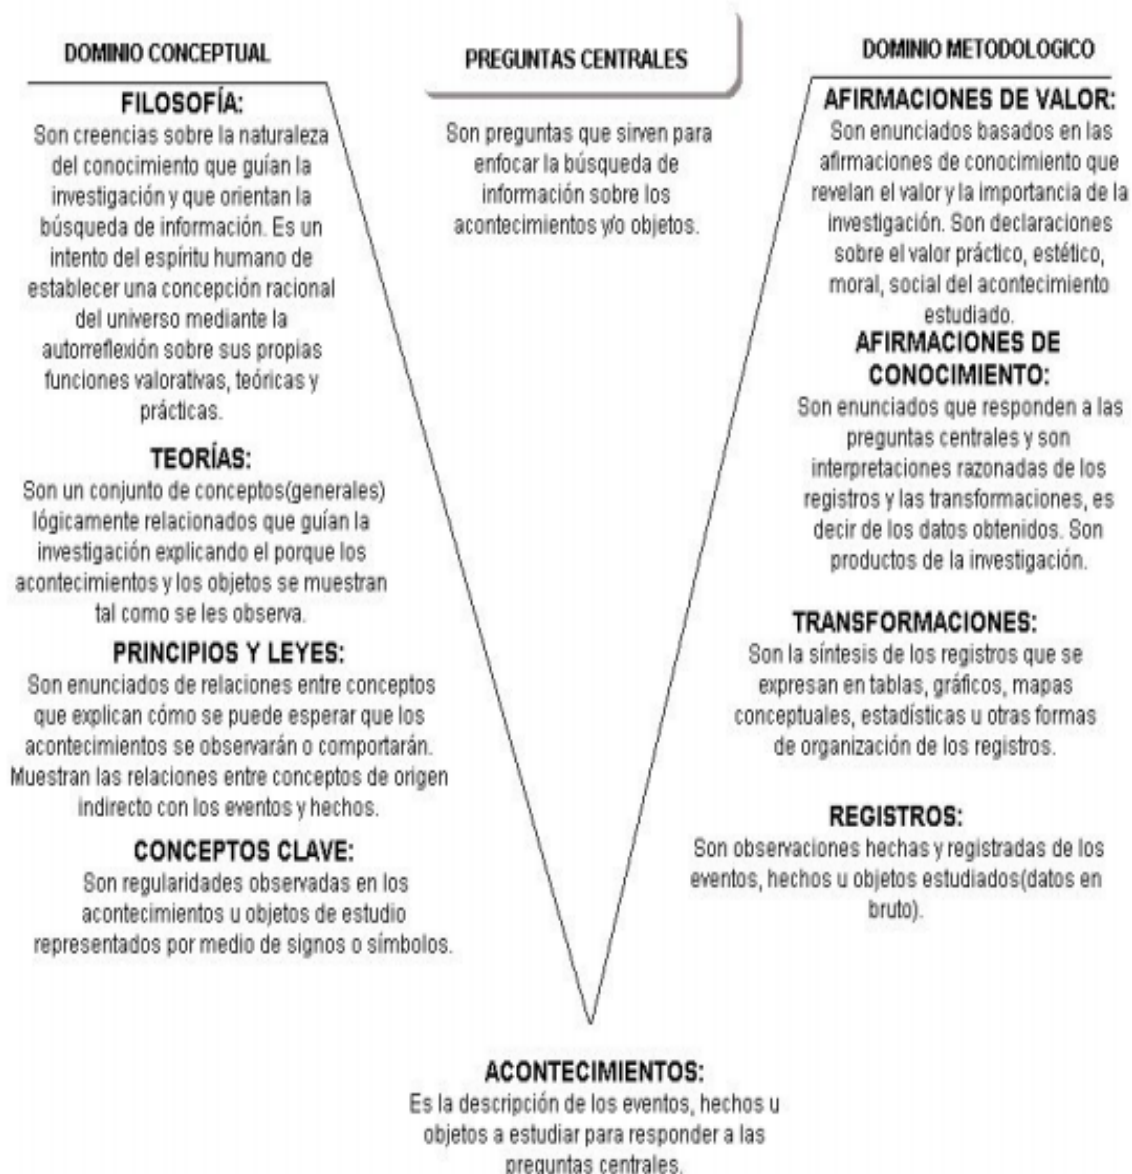 DOMINIO CONCEPTUAL
FILOSOFÍA:
Son creencias sobre la naturaleza
del conocimiento que guían la
investigación y que orientan la
búsqueda de información. Es un
intento del espíritu humano de
establecer una concepción racional
del universo mediante la
autorreflexión sobre sus propias
funciones valorativas, teóricas y
prácticas.
TEORÍAS:
Son un conjunto de conceptos(generales)
lógicamente relacionados que guían la
investigación explicando el porque los
acontecimientos y los objetos se muestran
tal como se les observa.
PRINCIPIOS Y LEYES:
Son enunciados de relaciones entre conceptos
que explican cómo se puede esperar que los
acontecimientos se observarán o comportarán.
Muestran las relaciones entre conceptos de origen
indirecto con los eventos y hechos.
CONCEPTOS CLAVE:
Son regularidades observadas en los
acontecimientos u objetos de estudio
representados por medio de signos o símbolos.
PREGUNTAS CENTRALES
Son preguntas que sirven para
enfocar la búsqueda de
información sobre los
acontecimientos y/o objetos.
DOMINIO METODOLOGICO
AFIRMACIONES DE VALOR:
Son enunciados basados en las
afirmaciones de conocimiento que
revelan el valor y la importancia de la
investigación. Son declaraciones
sobre el valor práctico, estético,
moral, social del acontecimiento
estudiado.
AFIRMACIONES DE
CONOCIMIENTO:
Son enunciados que responden a las
preguntas centrales y son
interpretaciones razonadas de los
registros y las transformaciones, es
decir de los datos obtenidos. Son
productos de la investigación.
TRANSFORMACIONES:
Son la síntesis de los registros que se
expresan en tablas, gráficos, mapas
conceptuales, estadísticas u otras formas
de organización de los registros.
REGISTROS:
Son observaciones hechas y registradas de los
eventos, hechos u objetos estudiados(datos en
bruto).
ACONTECIMIENTOS:
Es la descripción de los eventos, hechos u
objetos a estudiar para responder a las
preguntas centrales.